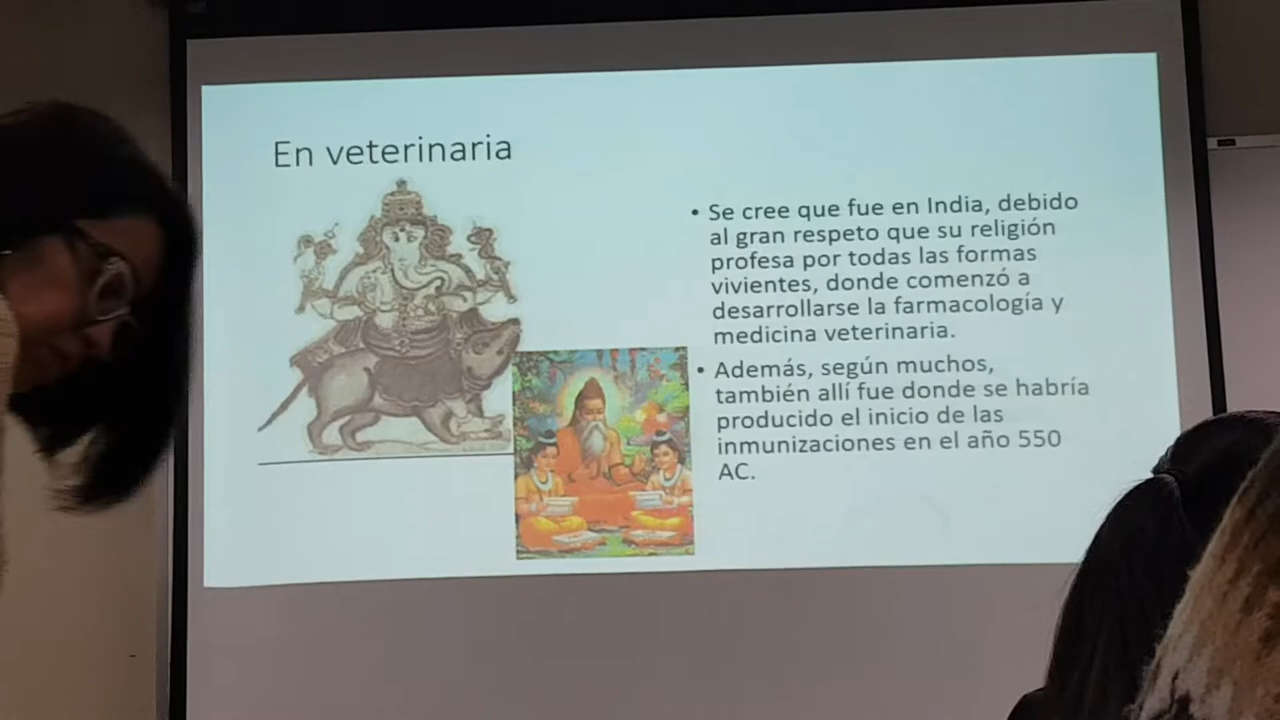 En veterinaria
• Se cree que fue en India, debido
al gran respeto que su religión
profesa por todas las formas
vivientes, donde comenzó a
desarrollarse la farmacología y
medicina veterinaria.
• Además, según muchos,
también allí fue donde se habría
producido el inicio de las
inmunizaciones en el año 550
AC.